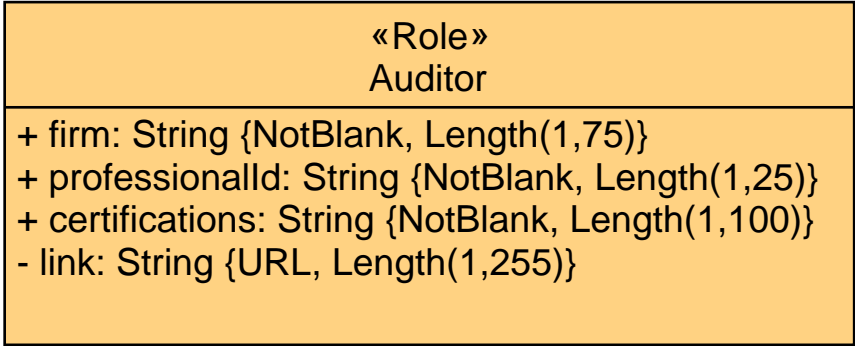 «Role»
Auditor
+ firm: String {NotBlank, Length(1,75)}
+ professionalId: String {NotBlank, Length(1,25)}
+ certifications: String {NotBlank, Length(1,100)}
- link: String {URL, Length(1,255)}